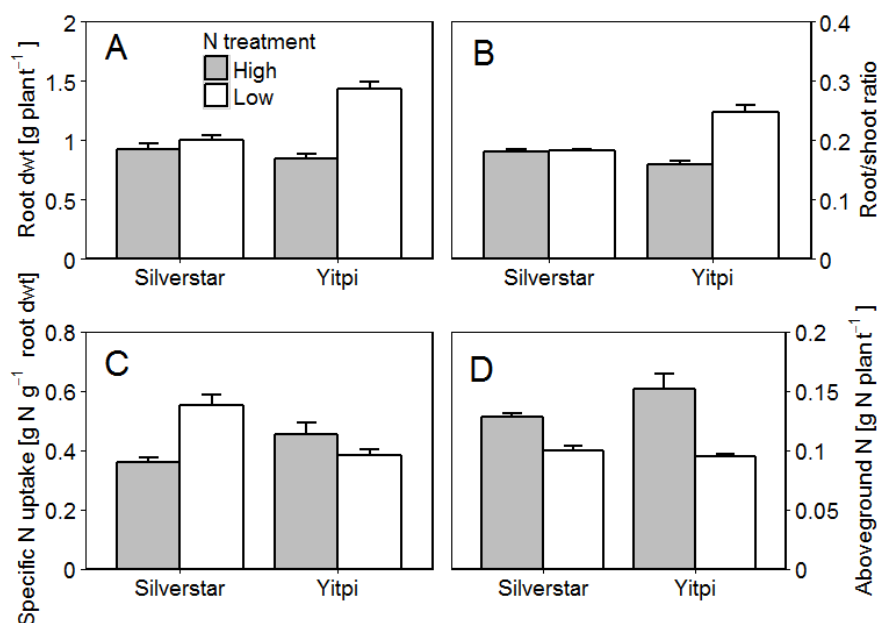 A
N treatment
High
Low
Root dwt [g plant⁻¹]
2
1.5
1
0.5
0
Silverstar Yitpi
B
0.4
0.3
0.2
0.1
0
Root/shoot ratio
Silverstar Yitpi
C
Specific N uptake [g N g⁻¹ root dwt]
0.8
0.6
0.4
0.2
0
Silverstar Yitpi
D
0.2
0.15
0.1
0.05
0
Aboveground N [g N plant⁻¹]
Silverstar Yitpi